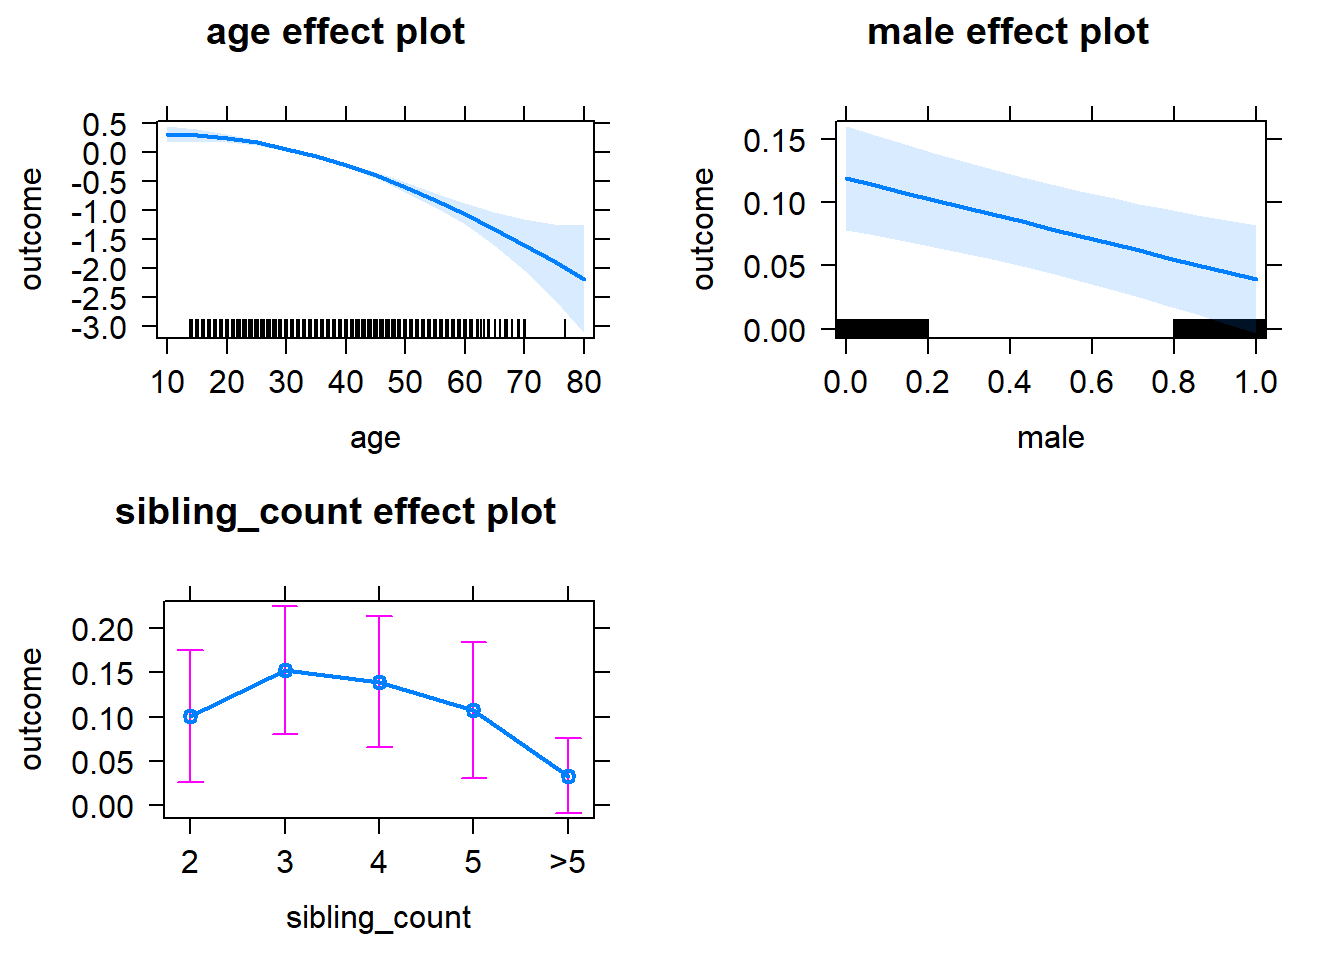 age effect plot
outcome
0.5
0.0
-0.5
-1.0
-1.5
-2.0
-2.5
-3.0
10 20 30 40 50 60 70 80
age
male effect plot
outcome
0.15
0.10
0.05
0.00
0.0 0.2 0.4 0.6 0.8 1.0
male
sibling_count effect plot
outcome
0.20
0.15
0.10
0.05
0.00
2 3 4 5 >5
sibling_count